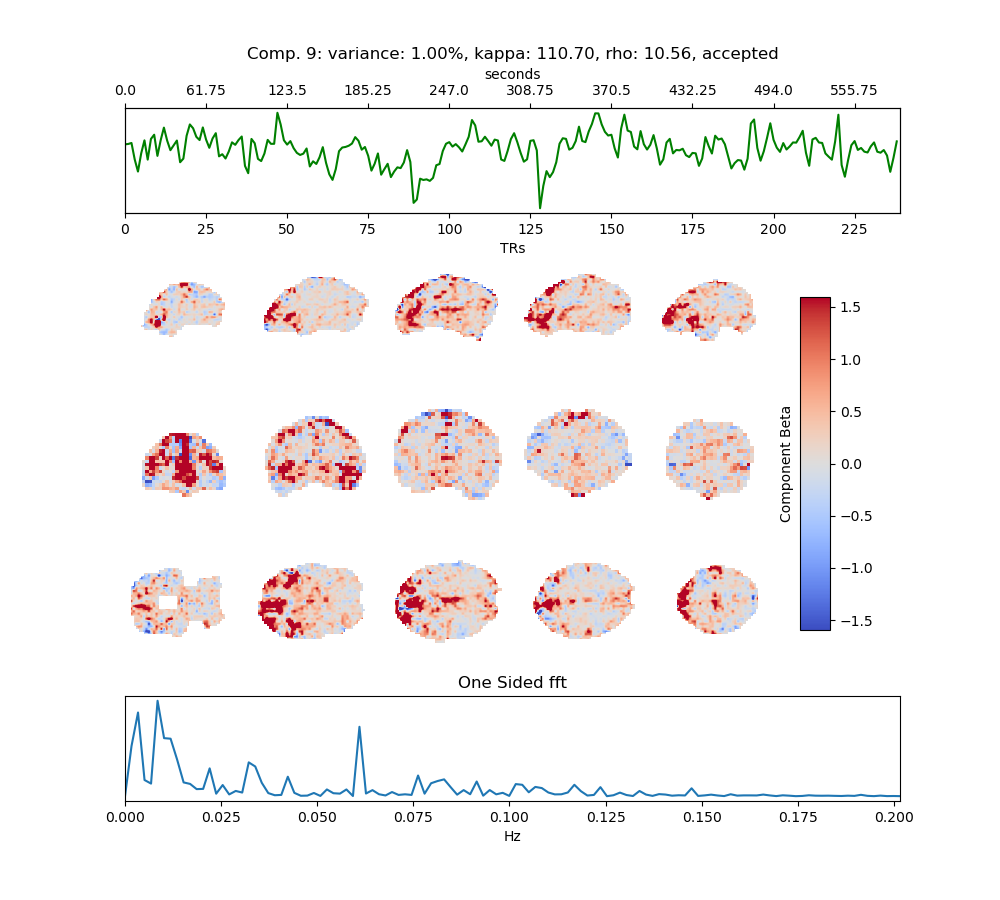 Comp. 9: variance: 1.00%, kappa: 110.70, rho: 10.56, accepted
seconds
0.0 61.75 123.5 185.25 247.0 308.75 370.5 432.25 494.0 555.75
0 25 50 75 100 125 150 175 200 225
TRs
1.5
1.0
0.5
0.0
−0.5
−1.0
−1.5
Component Beta
One Sided fft
0.000 0.025 0.050 0.075 0.100 0.125 0.150 0.175 0.200
Hz